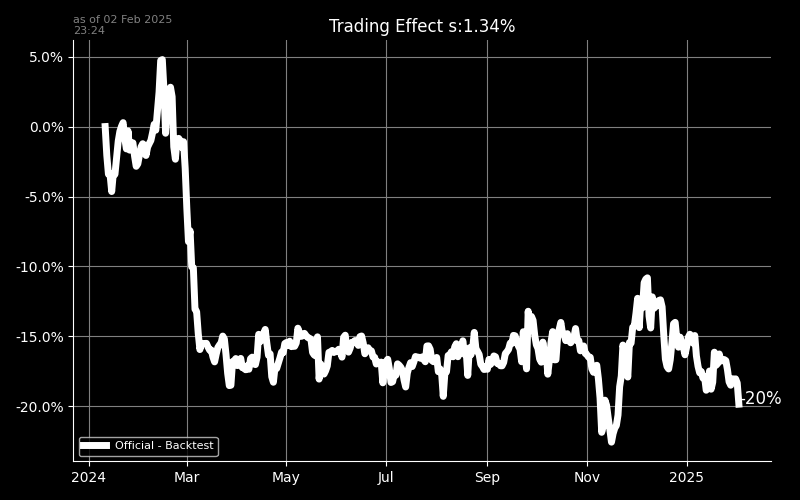 as of 02 Feb 2025
23:24
Trading Effect s:1.34%
5.0%
0.0%
-5.0%
-10.0%
-15.0%
-20.0%
-20%
Official - Backtest
2024
Mar
May
Jul
Sep
Nov
2025